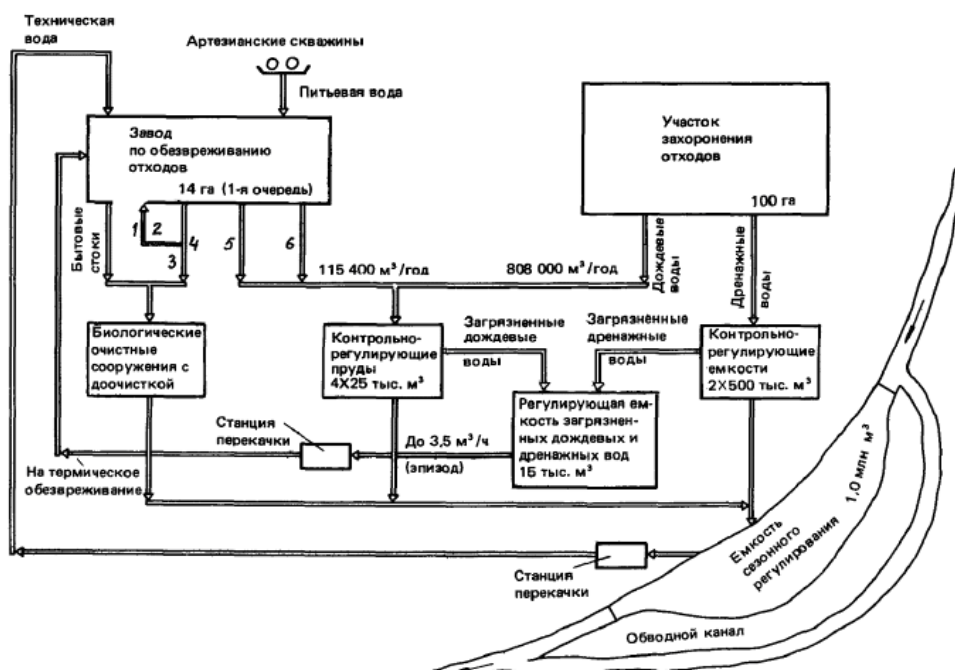 Техническая
вода
Артезианские скважины
Питьевая вода
Завод
по обезвреживанию
отходов
14 га (1-я очередь)
Участок
захоронения
отходов
100 га
Бытовые
стоки
1
2
3
4
5
6
115 400 м³/год
808 000 м³/год
Дождевые
воды
Дренажные
воды
Биологические
очистные
сооружения с
доочисткой
Контрольно-
регулирующие
пруды
4X25 тыс. м³
Загрязненные
дождевые
воды
Загрязненные
дренажные
воды
Контрольно-
регулирующие
емкости
2X500 тыс. м³
Регулирующая ем-
кость загрязнен-
ных дождевых и
дренажных вод
15 тыс. м³
Станция
перекачки
До 3,5 м³/ч
(эпизод)
На термическое
обезвреживание
Станция
перекачки
Емкость
сезонного
регулирования
1,0 млн м³
Обводной канал